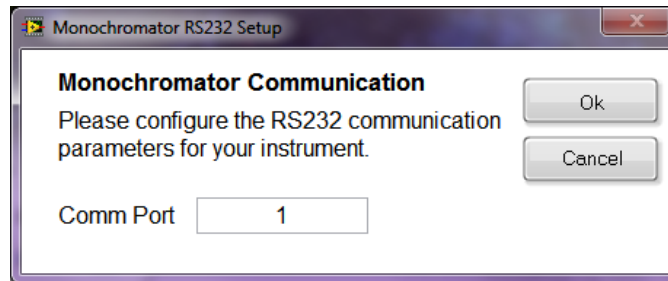 Monochromator RS232 Setup
Monochromator Communication
Please configure the RS232 communication
parameters for your instrument.
Ok
Cancel
Comm Port 1